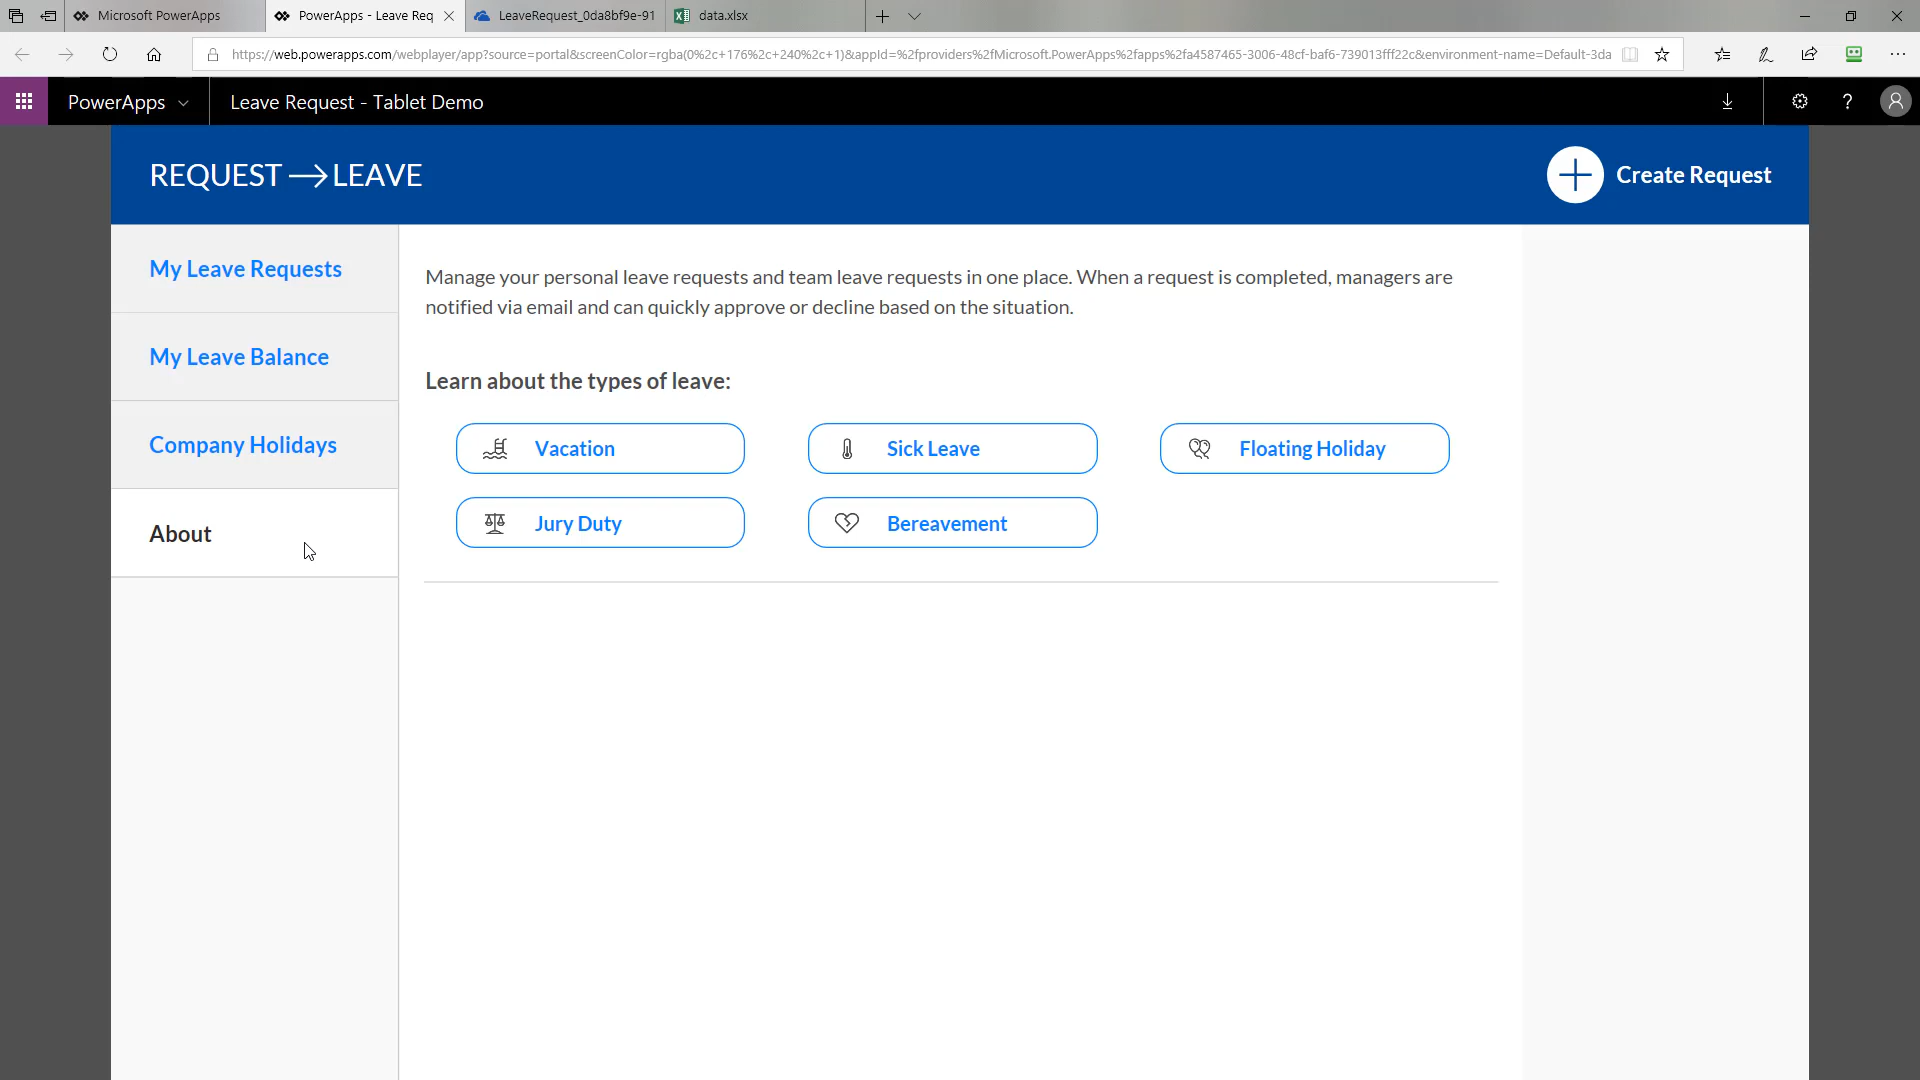 Microsoft PowerApps
PowerApps - Leave Req
LeaveRequest_0da8bf9e-91
data.xlsx
https://web.powerapps.com/webplayer/app?source=portal&screenColor=rgba(0%2c+176%2c+240%2c+1)&appId=%2fproviders%2fMicrosoft.PowerApps%2fapps%2fa4587465-3006-48cf-baf6-739013fff22c&environment-name=Default-3da
PowerApps
Leave Request - Tablet Demo
?
REQUEST → LEAVE
Create Request
My Leave Requests
My Leave Balance
Company Holidays
About
Manage your personal leave requests and team leave requests in one place. When a request is completed, managers are
notified via email and can quickly approve or decline based on the situation.
Learn about the types of leave:
Vacation
Sick Leave
Floating Holiday
Jury Duty
Bereavement